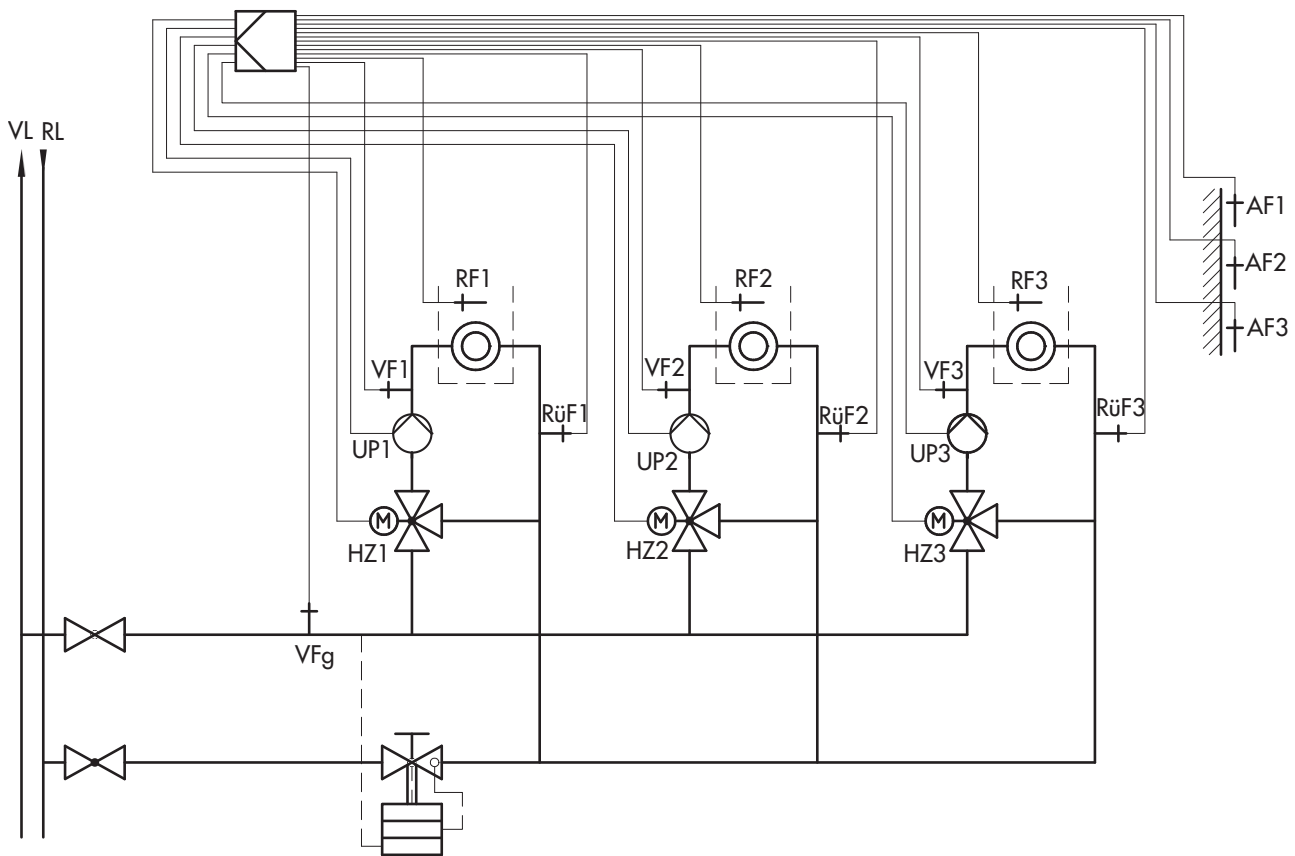 VL RL
AF1
AF2
AF3
RF1 RF2 RF3
VF1 VF2 VF3
RüF1 RüF2 RüF3
UP1 UP2 UP3
M M M
HZ1 HZ2 HZ3
VFg